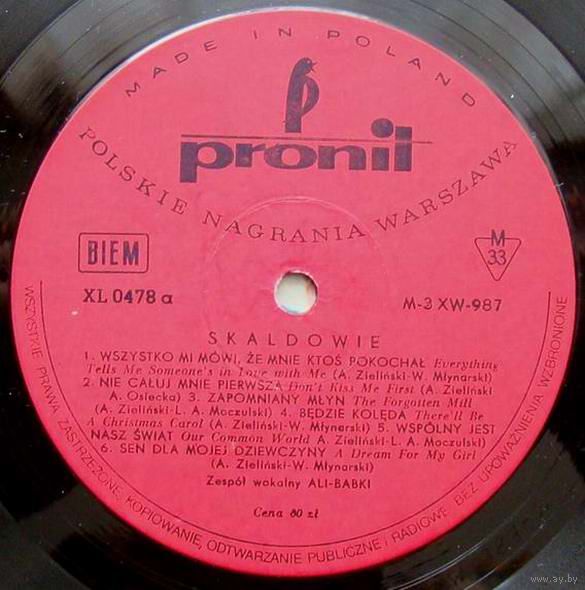 MADE IN POLAND
pronit
POLSKIE NAGRANIA WARSZAWA
BIEM
M
33
XL 0478 a
M-3 XW-987
SKALDOWIE
1. WSZYSTKO MI MÓWI, ŻE MNIE KTOŚ POKOCHAŁ Everything
Tells Me Someone's in Love with Me (A. Zieliński-W. Młynarski)
2. NIE CAŁUJ MNIE PIERWSZA Don't Kiss Me First (A. Zieliński
A. Osiecka) 3. ZAPOMNIANY MŁYN The Forgotten Mill
(A. Zieliński-L. A. Moczulski) 4. BĘDZIE KOLĘDA There'll Be
A Christmas Carol (A. Zieliński-W. Młynarski) 5. WSPÓLNY JEST
NASZ ŚWIAT Our Common World A. Zieliński-L. A. Moczulski)
6. SEN DLA MOJEJ DZIEWCZYNY A Dream For My Girl
(A. Zieliński-W. Młynarski)
Zespół wokalny ALI-BABKI
Cena 80 zł
WSZYSTKIE PRAWA ZASTRZEŻONE, KOPIOWANIE, ODTWARZANIE PUBLICZNE i RADIOWE BEZ UPOWAŻNIENIA WZBRONIONE
www.ay.by